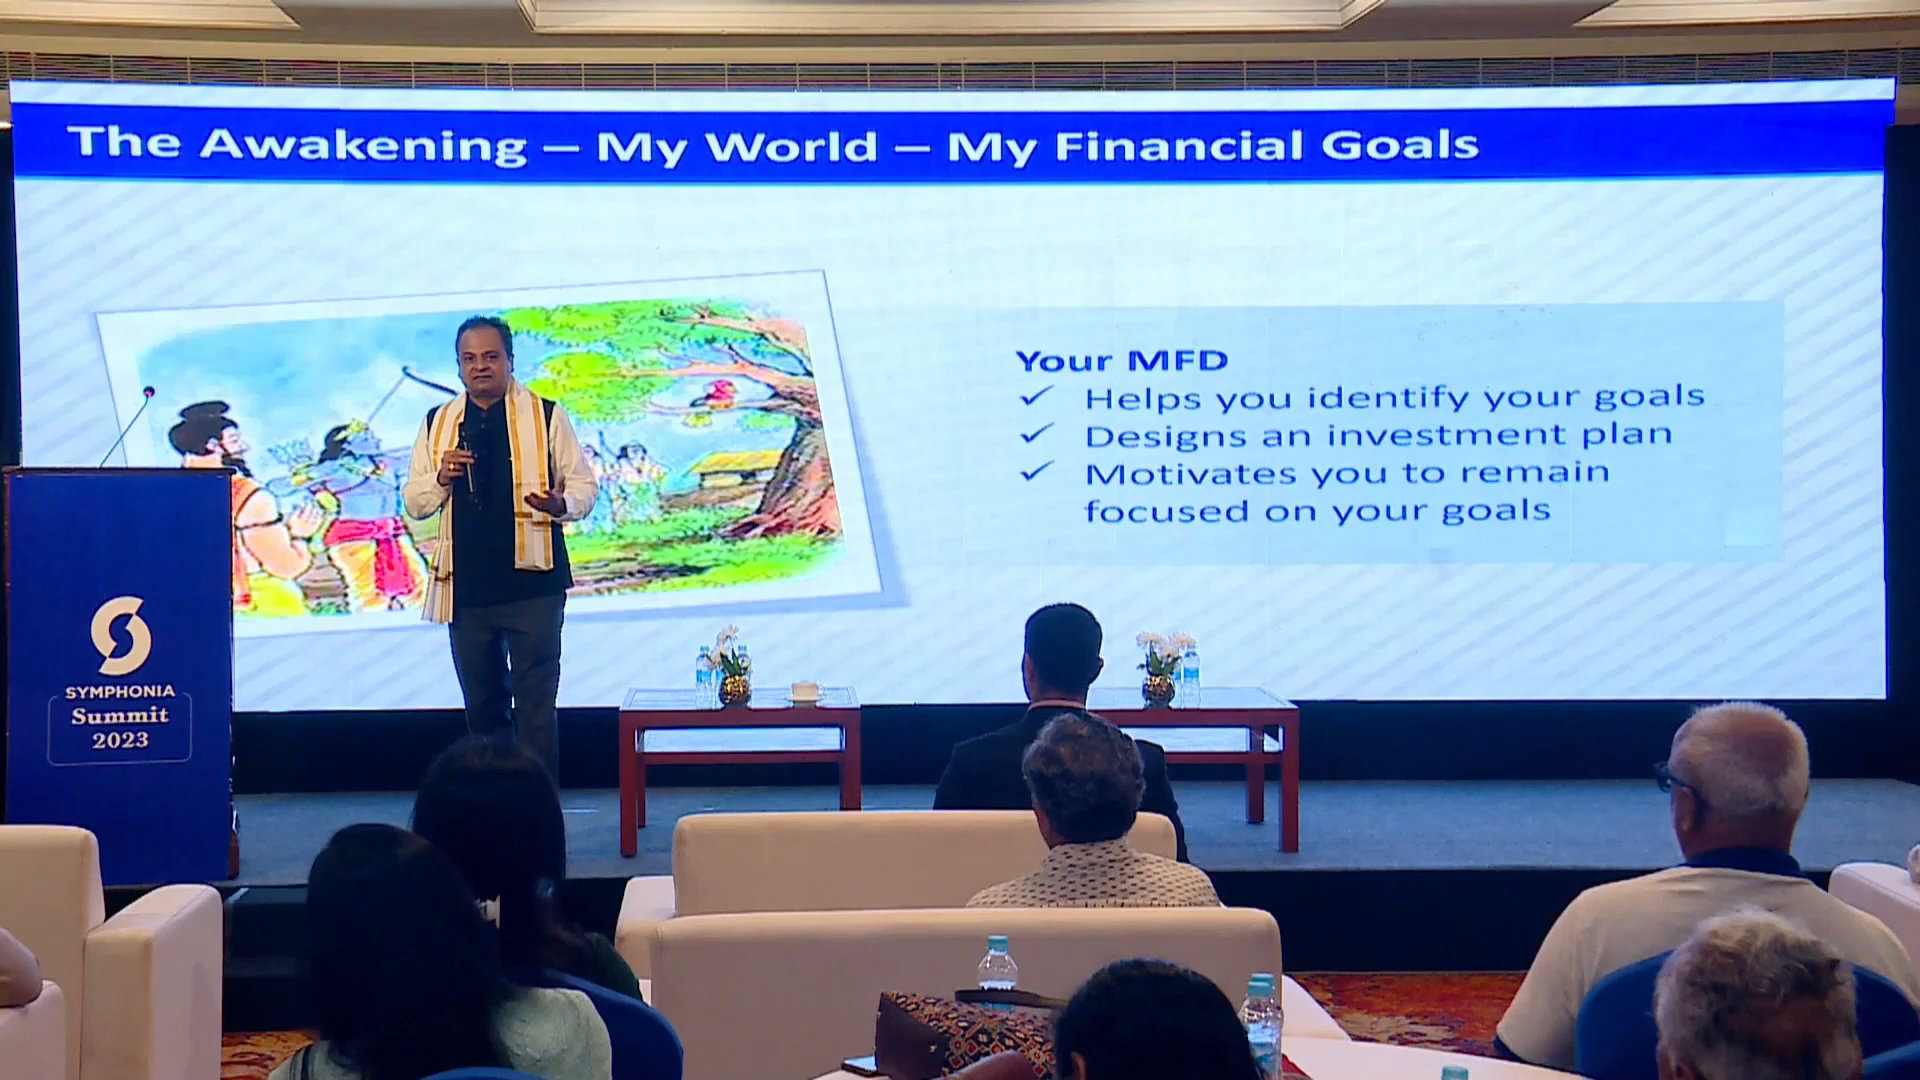 The Awakening – My World – My Financial Goals
Your MFD
✓ Helps you identify your goals
✓ Designs an investment plan
✓ Motivates you to remain
focused on your goals
SYMPHONIA
Summit
2023